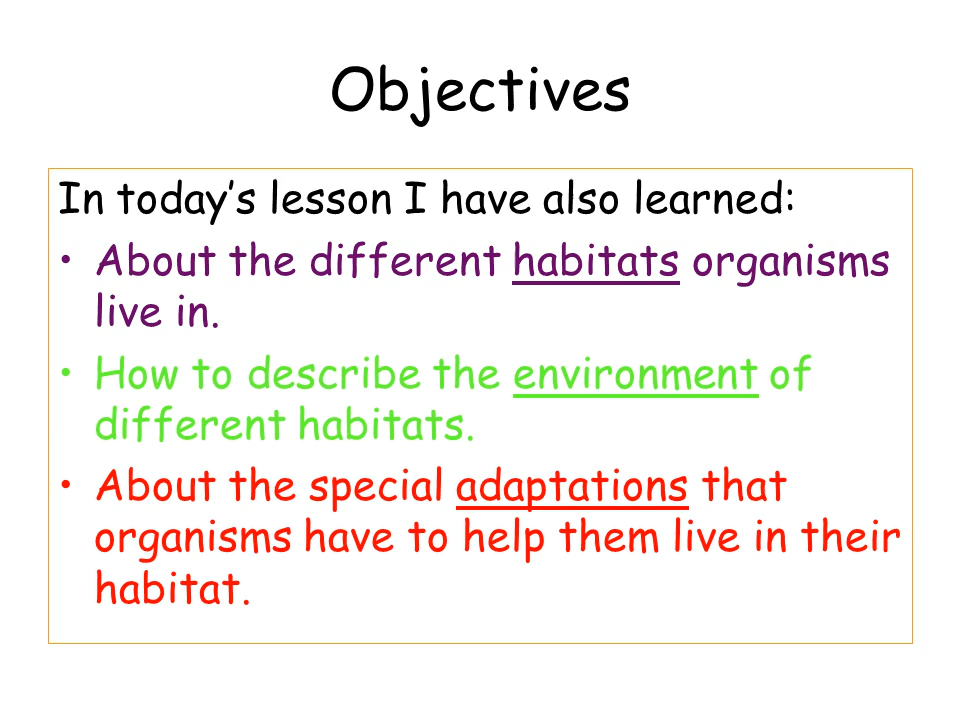 Objectives
In today’s lesson I have also learned:
• About the different habitats organisms
live in.
• How to describe the environment of
different habitats.
• About the special adaptations that
organisms have to help them live in their
habitat.